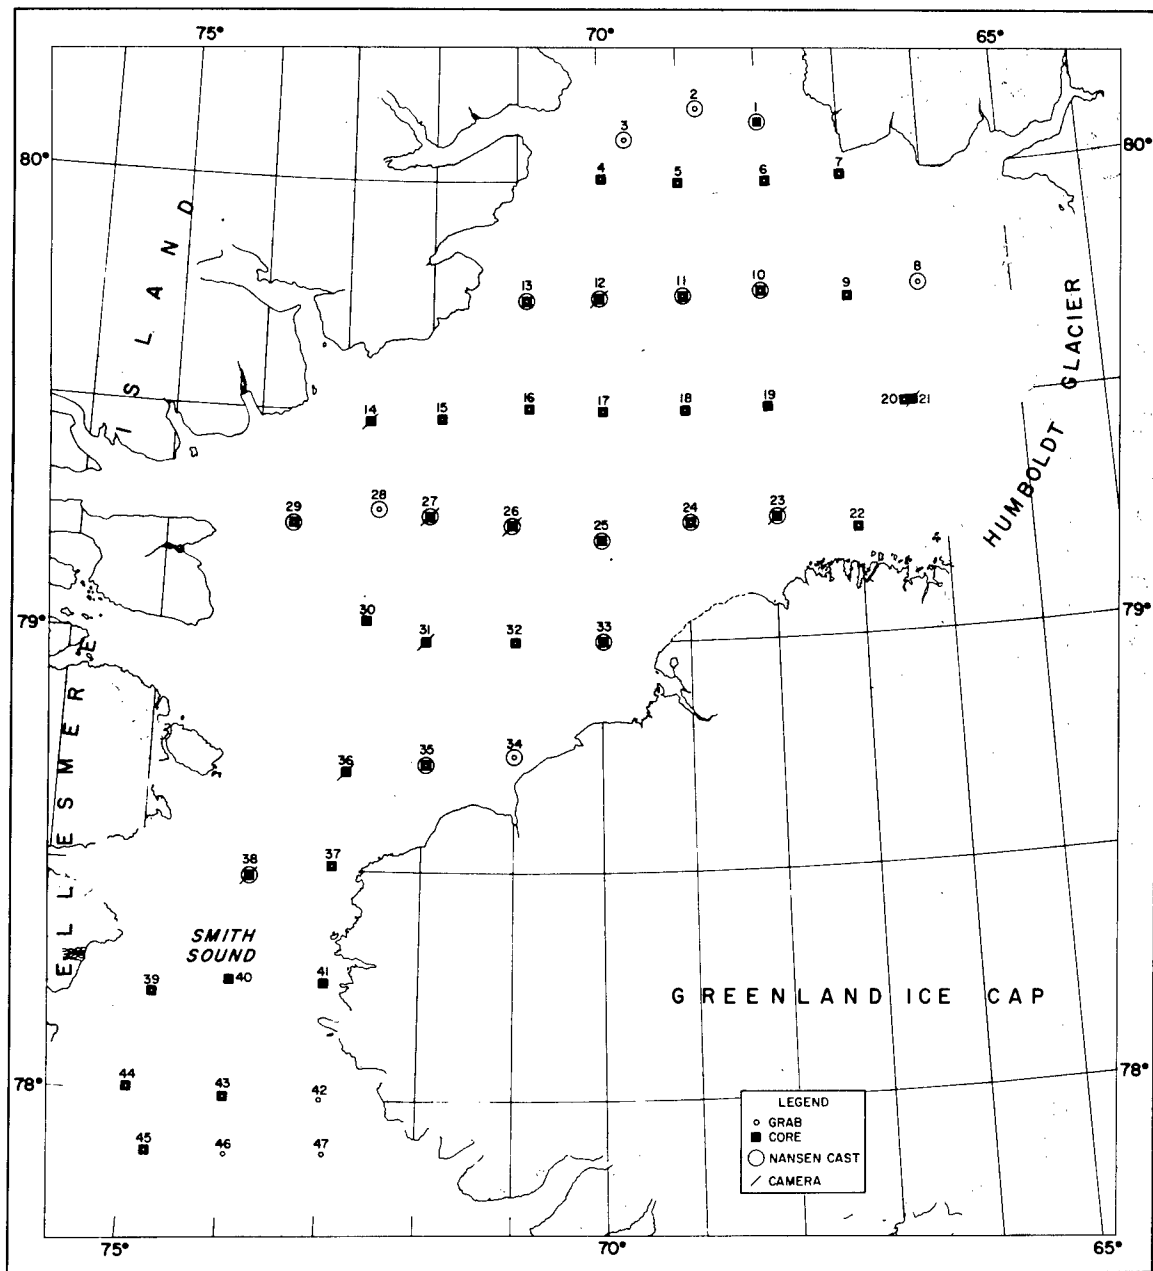 75° 70° 65°
2
1
3
80° 80°
4 5 6 7
8
13 12 11 10 9
ISLAND
HUMBOLDT GLACIER
14 15 16 17 18 19 20 21
29 28 27 26 25 24 23 22
79° 79°
30 31 32 33
ELLESMERE
36 35 34
38 37
SMITH
SOUND
39 40 41
GREENLAND ICE CAP
78° 78°
44 43 42
45 46 47
LEGEND
GRAB
CORE
NANSEN CAST
CAMERA
75° 70° 65°